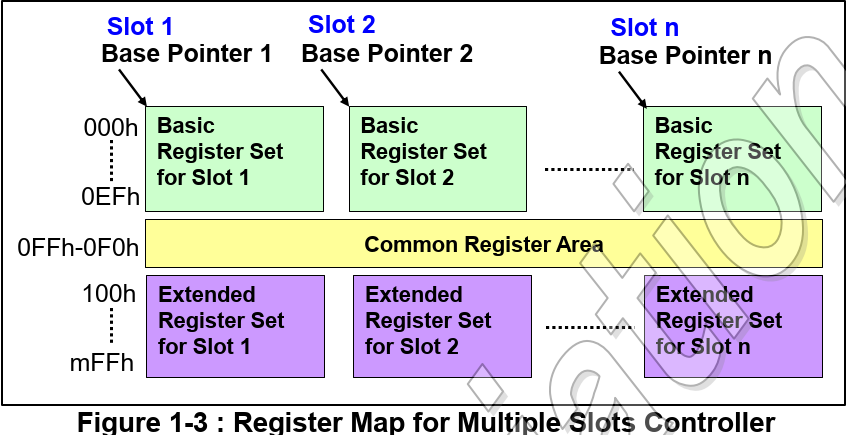 Slot 1
Base Pointer 1
Slot 2
Base Pointer 2
Slot n
Base Pointer n
000h
0EFh
Basic
Register Set
for Slot 1
Basic
Register Set
for Slot 2
Basic
Register Set
for Slot n
0FFh-0F0h
Common Register Area
100h
mFFh
Extended
Register Set
for Slot 1
Extended
Register Set
for Slot 2
Extended
Register Set
for Slot n
Figure 1-3 : Register Map for Multiple Slots Controller